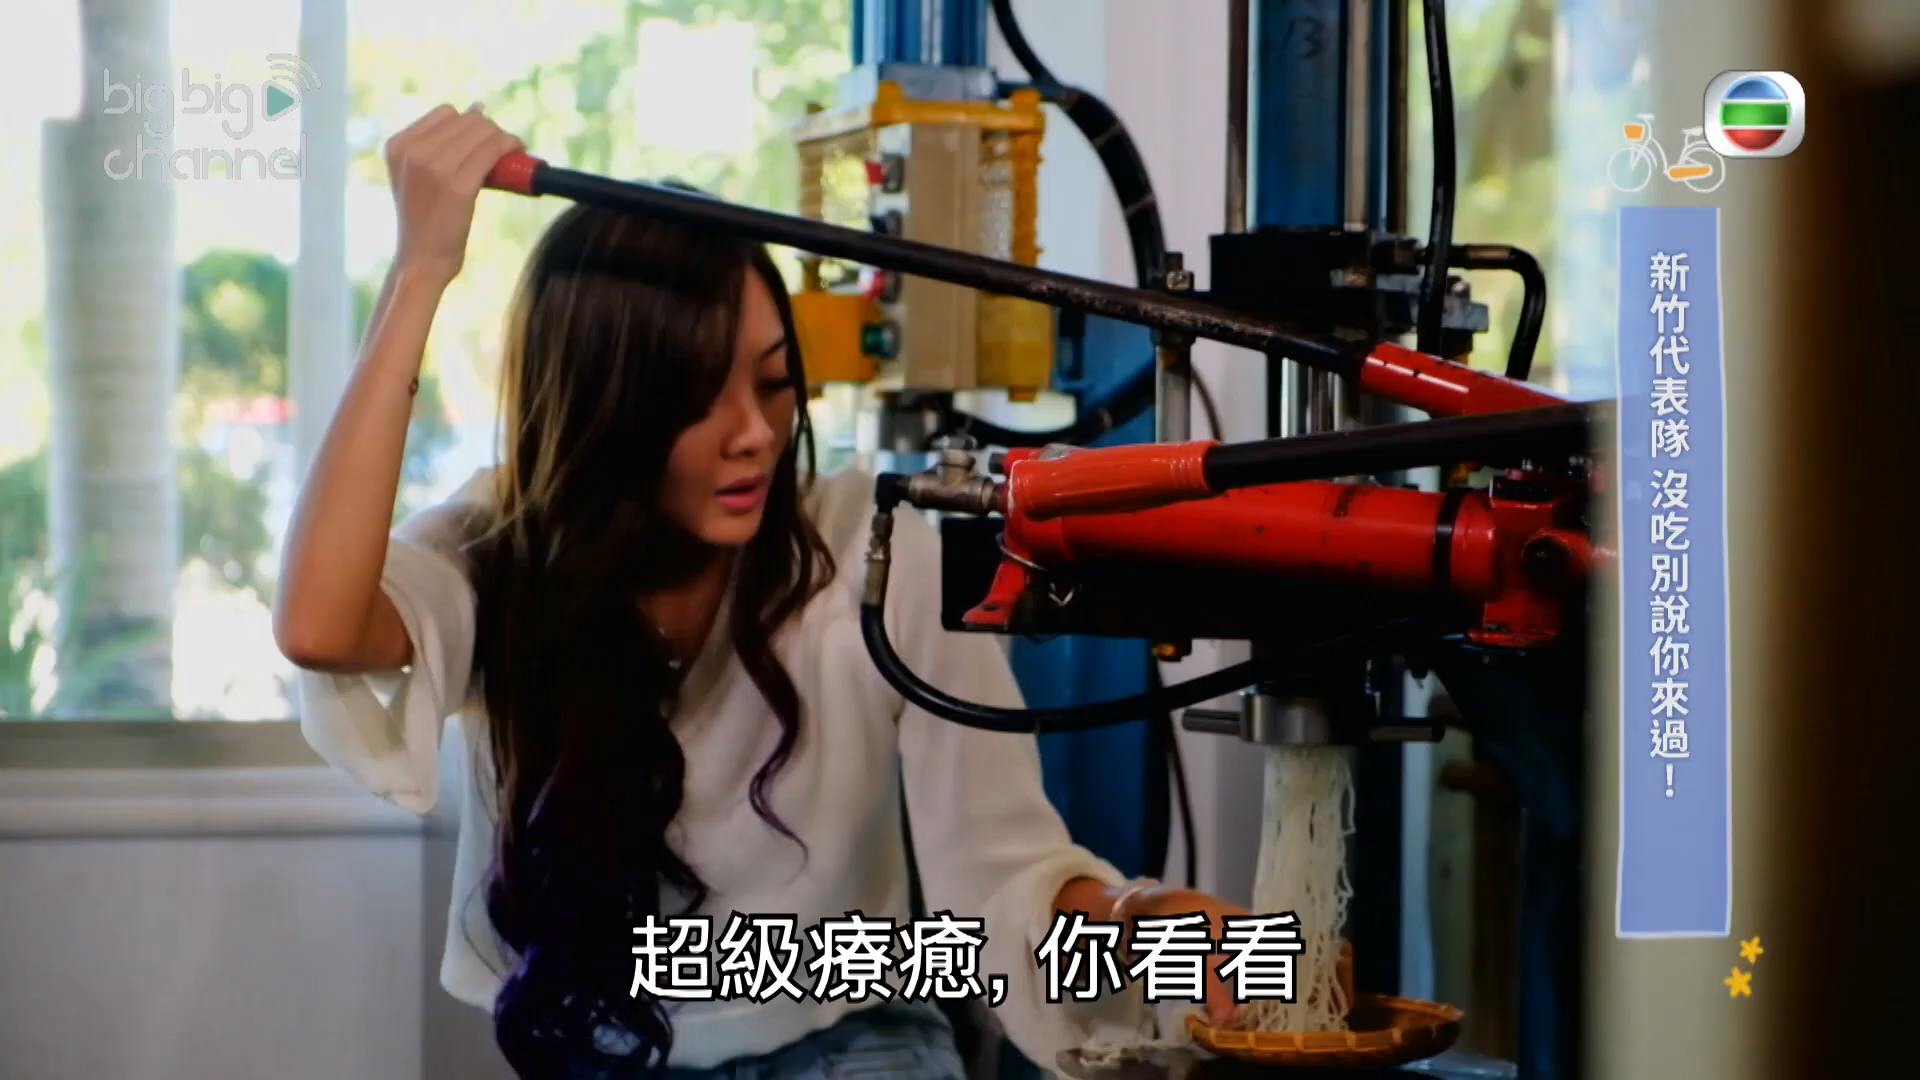 big big
channel
新竹代表隊 沒吃別說你來過！
超級療癒, 你看看